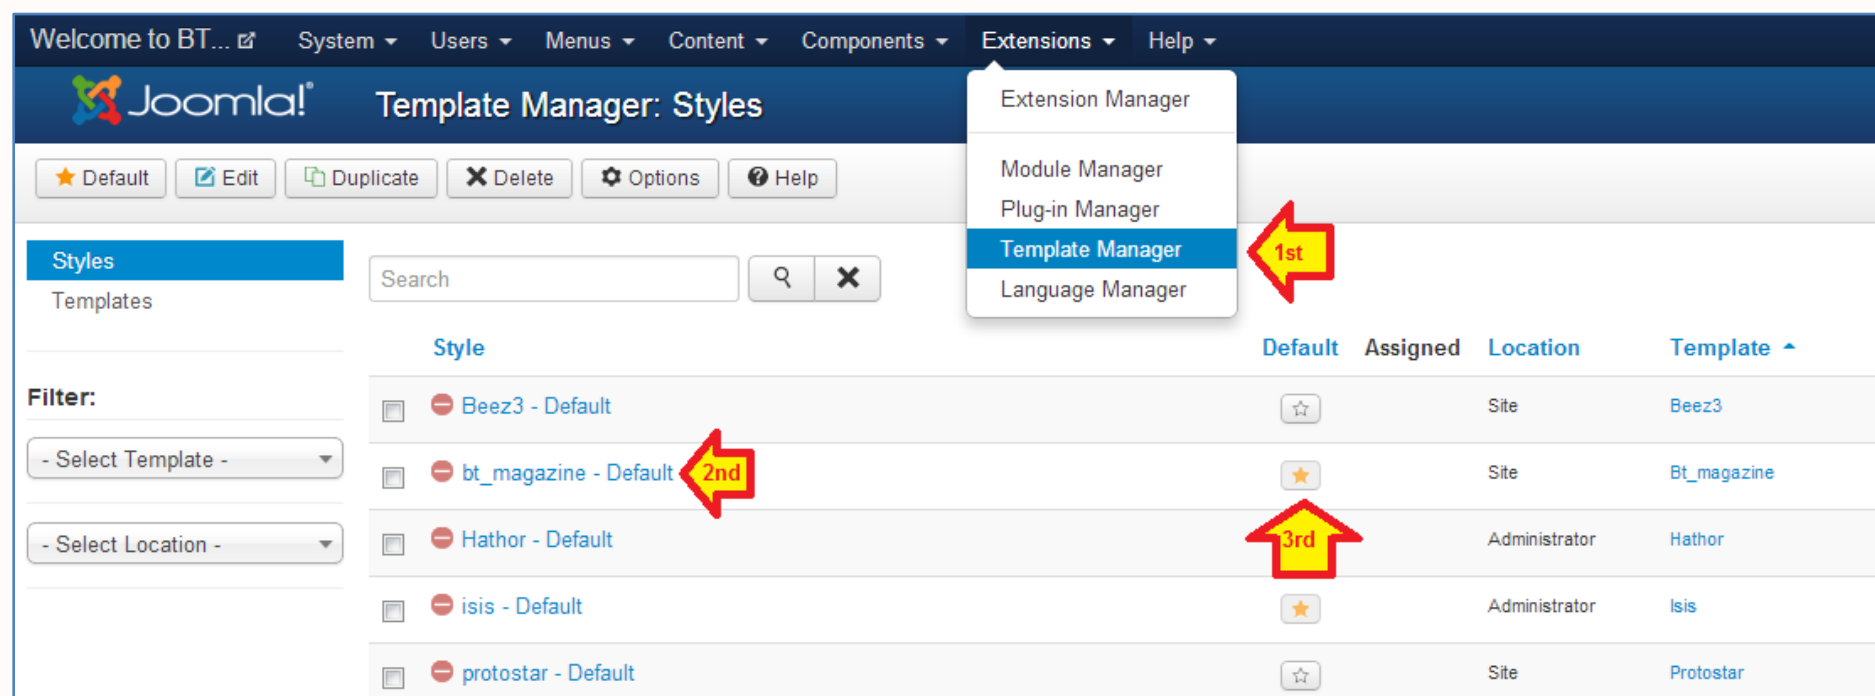 Welcome to BT... System Users Menus Content Components Extensions Help
Joomla!® Template Manager: Styles
Extension Manager
Module Manager
Plug-in Manager
Template Manager
Language Manager
1st
Default Edit Duplicate Delete Options Help
Styles
Templates
Search
Filter:
- Select Template -
- Select Location -
Style Default Assigned Location Template
Beez3 - Default Site Beez3
bt_magazine - Default 2nd Site Bt_magazine
3rd
Hathor - Default Administrator Hathor
isis - Default Administrator Isis
protostar - Default Site Protostar